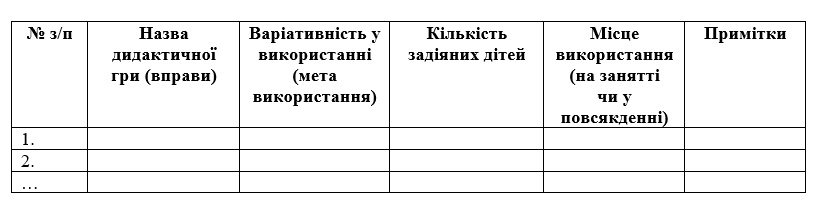 № з/п
Назва
дидактичної
гри (вправи)
Варіативність у
використанні
(мета
використання)
Кількість
задіяних дітей
Місце
використання
(на занятті
чи у
повсякденні)
Примітки
1.
2.
…